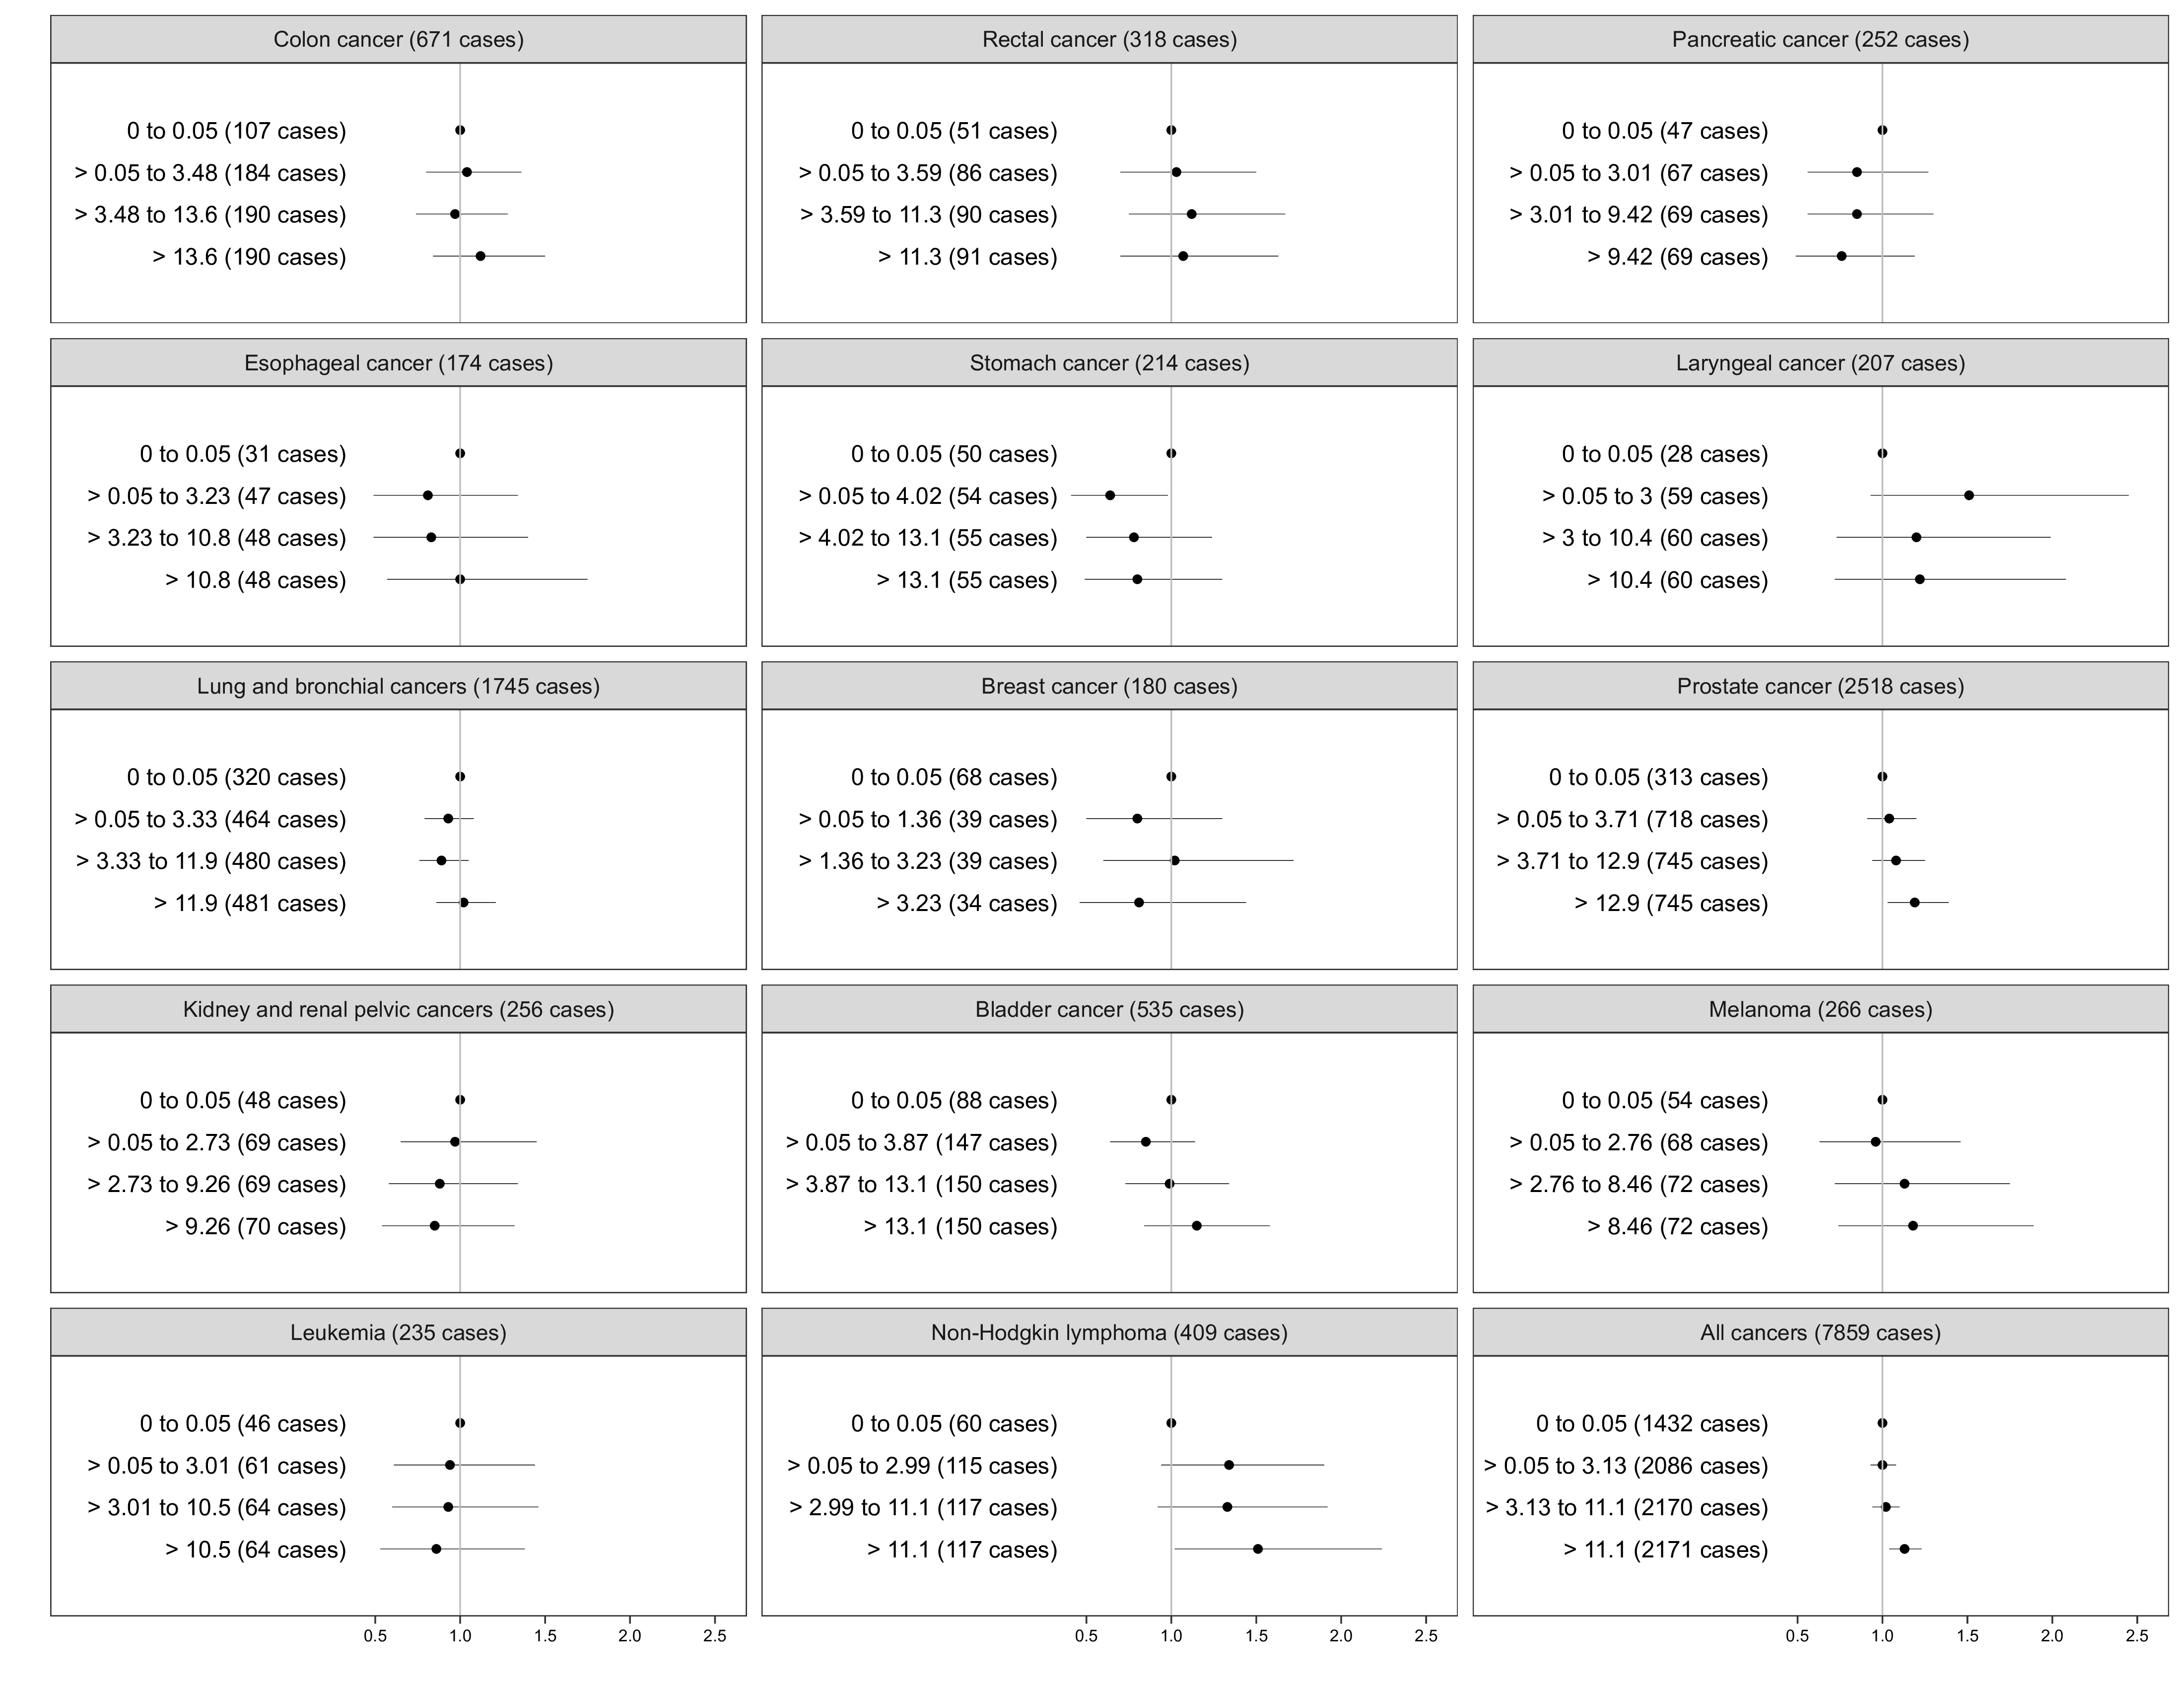 Colon cancer (671 cases)
0 to 0.05 (107 cases)
> 0.05 to 3.48 (184 cases)
> 3.48 to 13.6 (190 cases)
> 13.6 (190 cases)
Rectal cancer (318 cases)
0 to 0.05 (51 cases)
> 0.05 to 3.59 (86 cases)
> 3.59 to 11.3 (90 cases)
> 11.3 (91 cases)
Pancreatic cancer (252 cases)
0 to 0.05 (47 cases)
> 0.05 to 3.01 (67 cases)
> 3.01 to 9.42 (69 cases)
> 9.42 (69 cases)
Esophageal cancer (174 cases)
0 to 0.05 (31 cases)
> 0.05 to 3.23 (47 cases)
> 3.23 to 10.8 (48 cases)
> 10.8 (48 cases)
Stomach cancer (214 cases)
0 to 0.05 (50 cases)
> 0.05 to 4.02 (54 cases)
> 4.02 to 13.1 (55 cases)
> 13.1 (55 cases)
Laryngeal cancer (207 cases)
0 to 0.05 (28 cases)
> 0.05 to 3 (59 cases)
> 3 to 10.4 (60 cases)
> 10.4 (60 cases)
Lung and bronchial cancers (1745 cases)
0 to 0.05 (320 cases)
> 0.05 to 3.33 (464 cases)
> 3.33 to 11.9 (480 cases)
> 11.9 (481 cases)
Breast cancer (180 cases)
0 to 0.05 (68 cases)
> 0.05 to 1.36 (39 cases)
> 1.36 to 3.23 (39 cases)
> 3.23 (34 cases)
Prostate cancer (2518 cases)
0 to 0.05 (313 cases)
> 0.05 to 3.71 (718 cases)
> 3.71 to 12.9 (745 cases)
> 12.9 (745 cases)
Kidney and renal pelvic cancers (256 cases)
0 to 0.05 (48 cases)
> 0.05 to 2.73 (69 cases)
> 2.73 to 9.26 (69 cases)
> 9.26 (70 cases)
Bladder cancer (535 cases)
0 to 0.05 (88 cases)
> 0.05 to 3.87 (147 cases)
> 3.87 to 13.1 (150 cases)
> 13.1 (150 cases)
Melanoma (266 cases)
0 to 0.05 (54 cases)
> 0.05 to 2.76 (68 cases)
> 2.76 to 8.46 (72 cases)
> 8.46 (72 cases)
Leukemia (235 cases)
0 to 0.05 (46 cases)
> 0.05 to 3.01 (61 cases)
> 3.01 to 10.5 (64 cases)
> 10.5 (64 cases)
Non-Hodgkin lymphoma (409 cases)
0 to 0.05 (60 cases)
> 0.05 to 2.99 (115 cases)
> 2.99 to 11.1 (117 cases)
> 11.1 (117 cases)
All cancers (7859 cases)
0 to 0.05 (1432 cases)
> 0.05 to 3.13 (2086 cases)
> 3.13 to 11.1 (2170 cases)
> 11.1 (2171 cases)
0.5 1.0 1.5 2.0 2.5
0.5 1.0 1.5 2.0 2.5
0.5 1.0 1.5 2.0 2.5